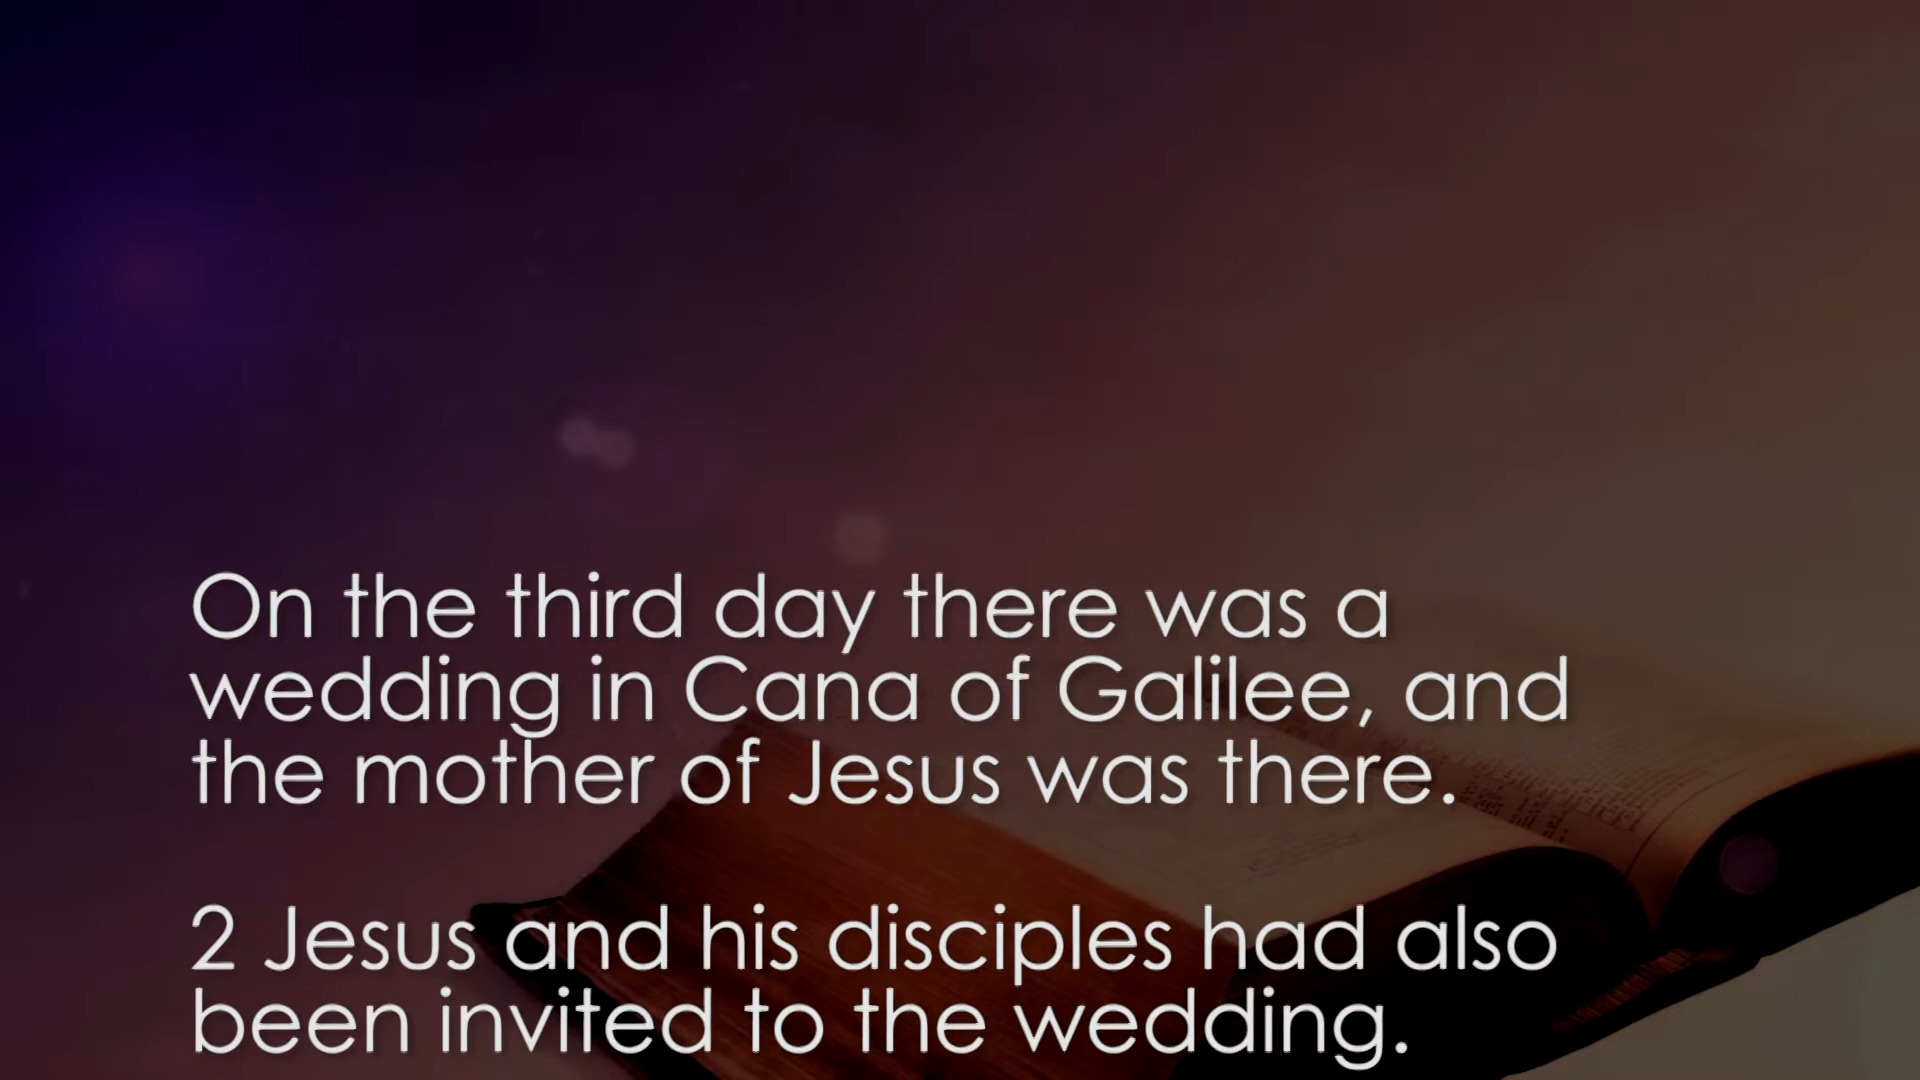 On the third day there was a
wedding in Cana of Galilee, and
the mother of Jesus was there.
2 Jesus and his disciples had also
been invited to the wedding.